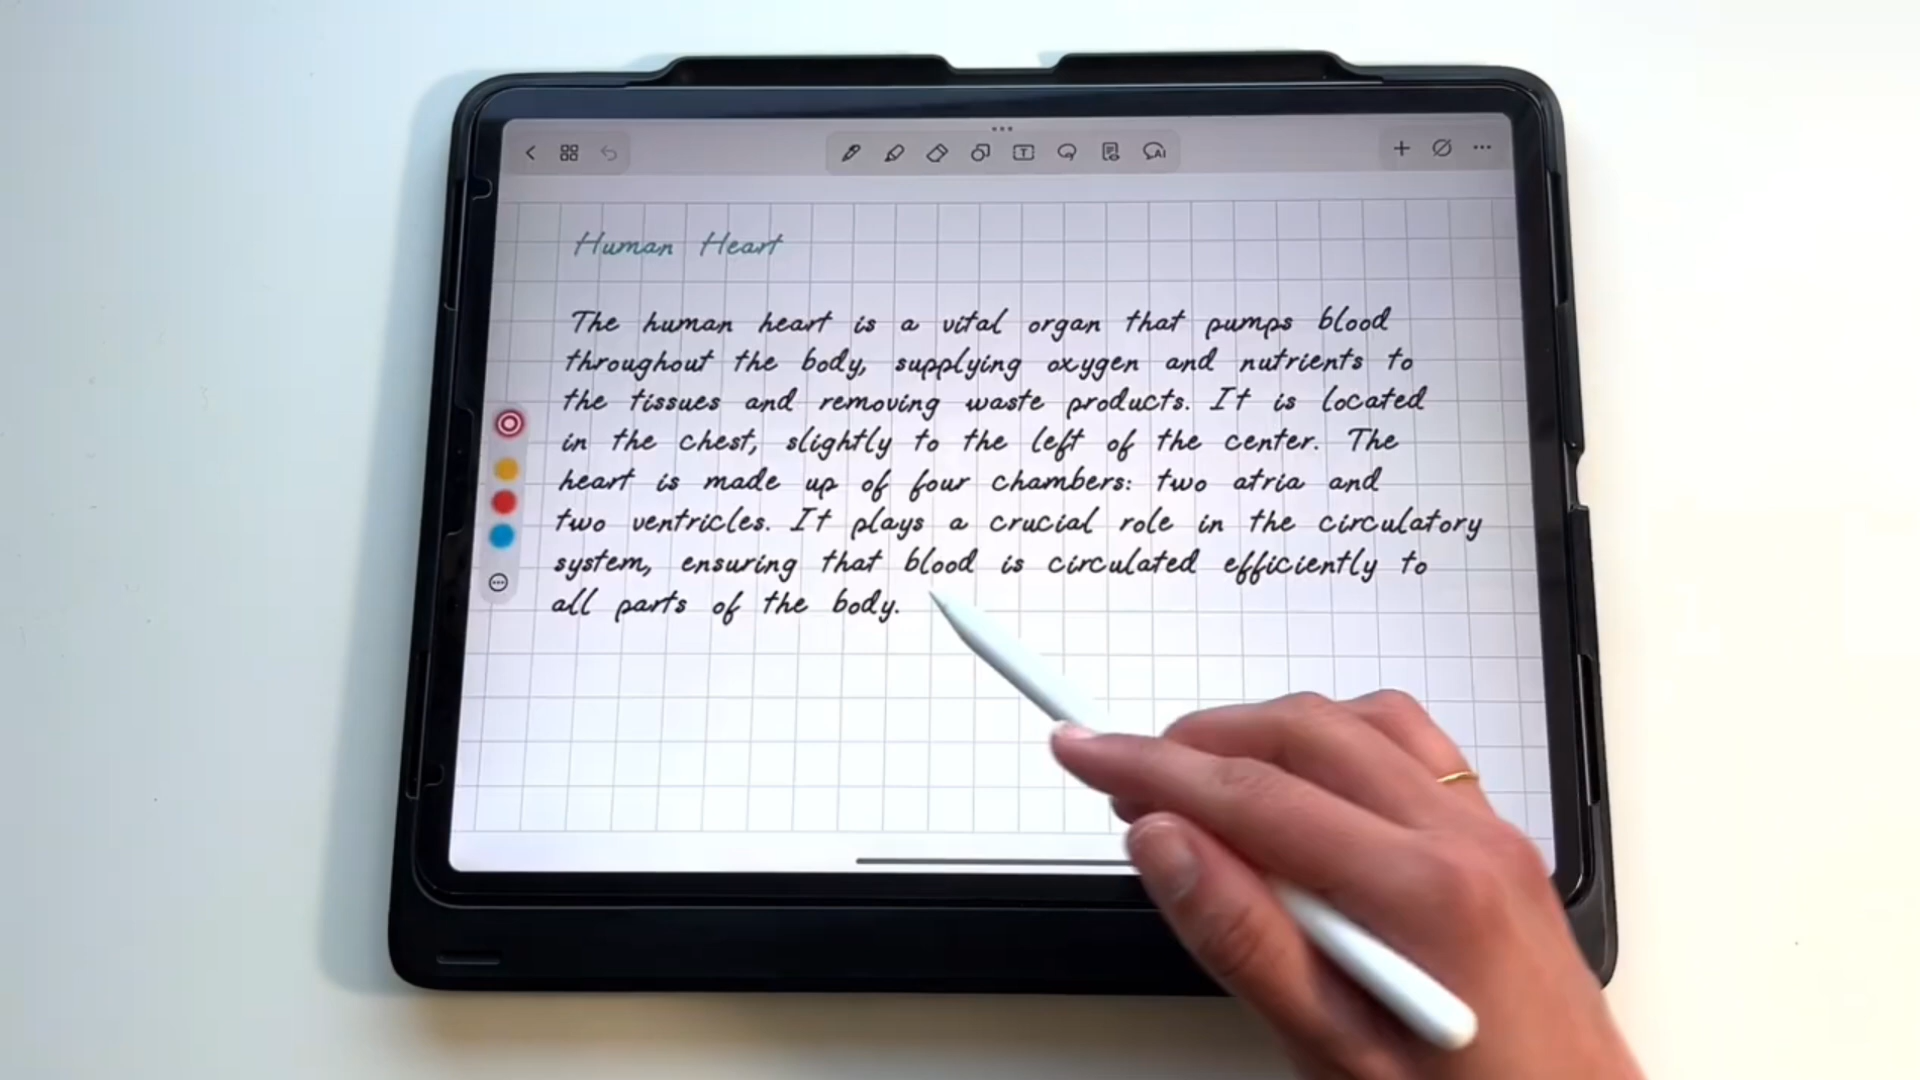 AI
Human Heart
The human heart is a vital organ that pumps blood
throughout the body, supplying oxygen and nutrients to
the tissues and removing waste products. It is located
in the chest, slightly to the left of the center. The
heart is made up of four chambers: two atria and
two ventricles. It plays a crucial role in the circulatory
system, ensuring that blood is circulated efficiently to
all parts of the body.